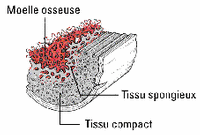 Moelle osseuse
Tissu spongieux
Tissu compact